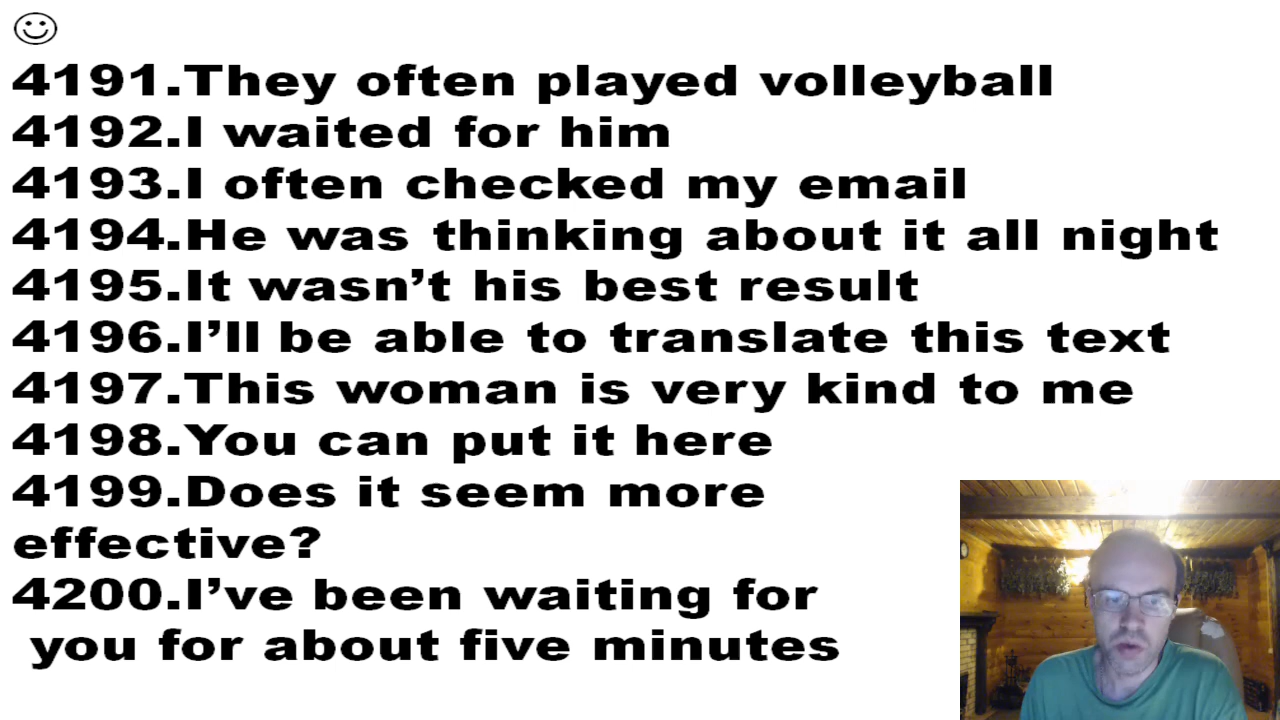 4191.They often played volleyball
4192.I waited for him
4193.I often checked my email
4194.He was thinking about it all night
4195.It wasn’t his best result
4196.I’ll be able to translate this text
4197.This woman is very kind to me
4198.You can put it here
4199.Does it seem more
effective?
4200.I’ve been waiting for
you for about five minutes